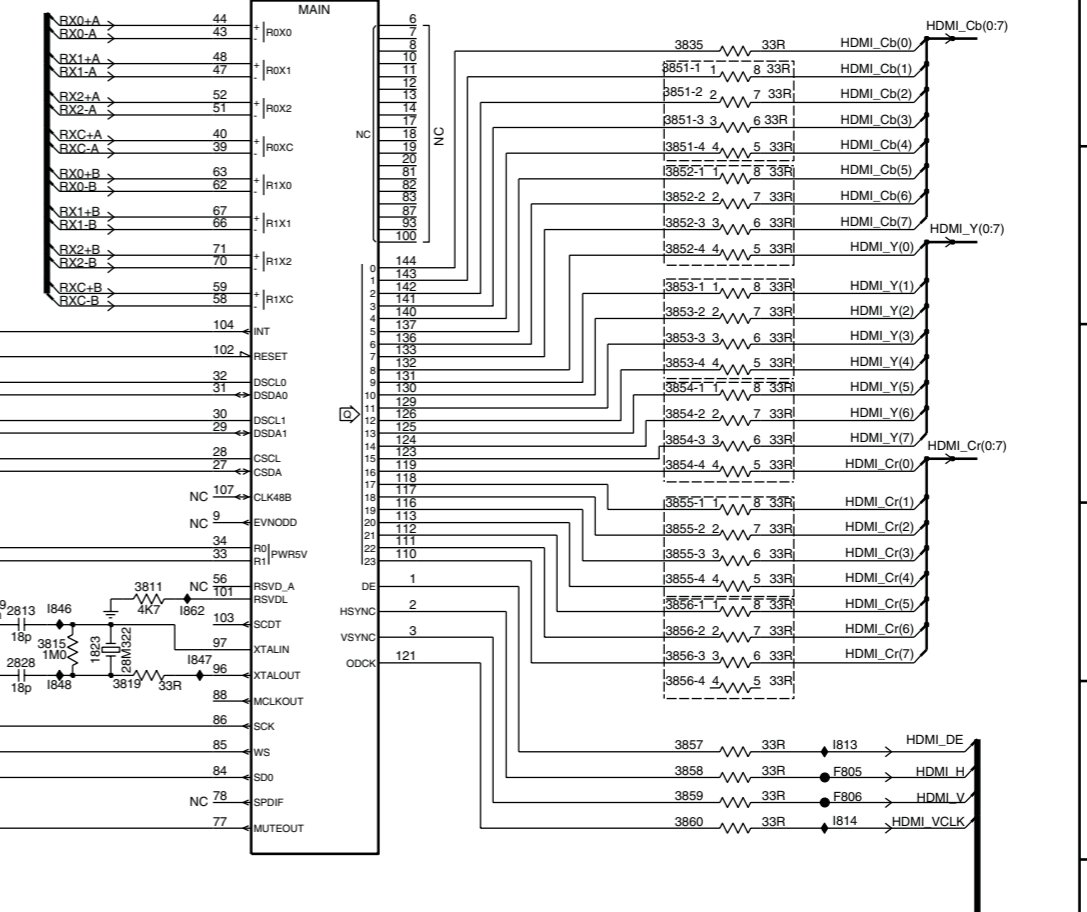 MAIN
RX0+A 44 + R0X0
RX0-A 43 -
RX1+A 48 + R0X1
RX1-A 47 -
RX2+A 52 + R0X2
RX2-A 51 -
RXC+A 40 + R0XC
RXC-A 39 -
RX0+B 63 + R1X0
RX0-B 62 -
RX1+B 67 + R1X1
RX1-B 66 -
RX2+B 71 + R1X2
RX2-B 70 -
RXC+B 59 + R1XC
RXC-B 58 -
104 INT
102 RESET
32 DSCL0
31 DSDA0
30 DSCL1
29 DSDA1
28 CSCL
27 CSDA
NC 107 CLK48B
NC 9 EVNODD
34 R0
33 R1
PWR5V
NC 56 RSVD_A
101 RSVDL
103 SCDT
97 XTALIN
96 XTALOUT
88 MCLKOUT
86 SCK
85 WS
84 SD0
NC 78 SPDIF
77 MUTEOUT
3811
4K7
I862
9
2813
18p
I846
3815
1M0
1823
28M322
I847
2828
18p
I848
3819
33R
NC
6
7
8
10
11
12
13
14
17
18
19
20
81
82
83
87
93
100
NC
Q
0 144
1 143
2 142
3 141
4 140
5 137
6 136
7 133
8 132
9 131
10 130
11 129
12 126
13 125
14 124
15 123
16 119
17 118
18 117
19 116
20 113
21 112
22 111
23 110
DE 1
HSYNC 2
VSYNC 3
ODCK 121
HDMI_Cb(0:7)
3835 33R HDMI_Cb(0)
3851-1 1 8 33R HDMI_Cb(1)
3851-2 2 7 33R HDMI_Cb(2)
3851-3 3 6 33R HDMI_Cb(3)
3851-4 4 5 33R HDMI_Cb(4)
3852-1 1 8 33R HDMI_Cb(5)
3852-2 2 7 33R HDMI_Cb(6)
3852-3 3 6 33R HDMI_Cb(7)
HDMI_Y(0:7)
3852-4 4 5 33R HDMI_Y(0)
3853-1 1 8 33R HDMI_Y(1)
3853-2 2 7 33R HDMI_Y(2)
3853-3 3 6 33R HDMI_Y(3)
3853-4 4 5 33R HDMI_Y(4)
3854-1 1 8 33R HDMI_Y(5)
3854-2 2 7 33R HDMI_Y(6)
3854-3 3 6 33R HDMI_Y(7)
HDMI_Cr(0:7)
3854-4 4 5 33R HDMI_Cr(0)
3855-1 1 8 33R HDMI_Cr(1)
3855-2 2 7 33R HDMI_Cr(2)
3855-3 3 6 33R HDMI_Cr(3)
3855-4 4 5 33R HDMI_Cr(4)
3856-1 1 8 33R HDMI_Cr(5)
3856-2 2 7 33R HDMI_Cr(6)
3856-3 3 6 33R HDMI_Cr(7)
3856-4 4 5 33R
3857 33R I813 HDMI_DE
3858 33R F805 HDMI_H
3859 33R F806 HDMI_V
3860 33R I814 HDMI_VCLK